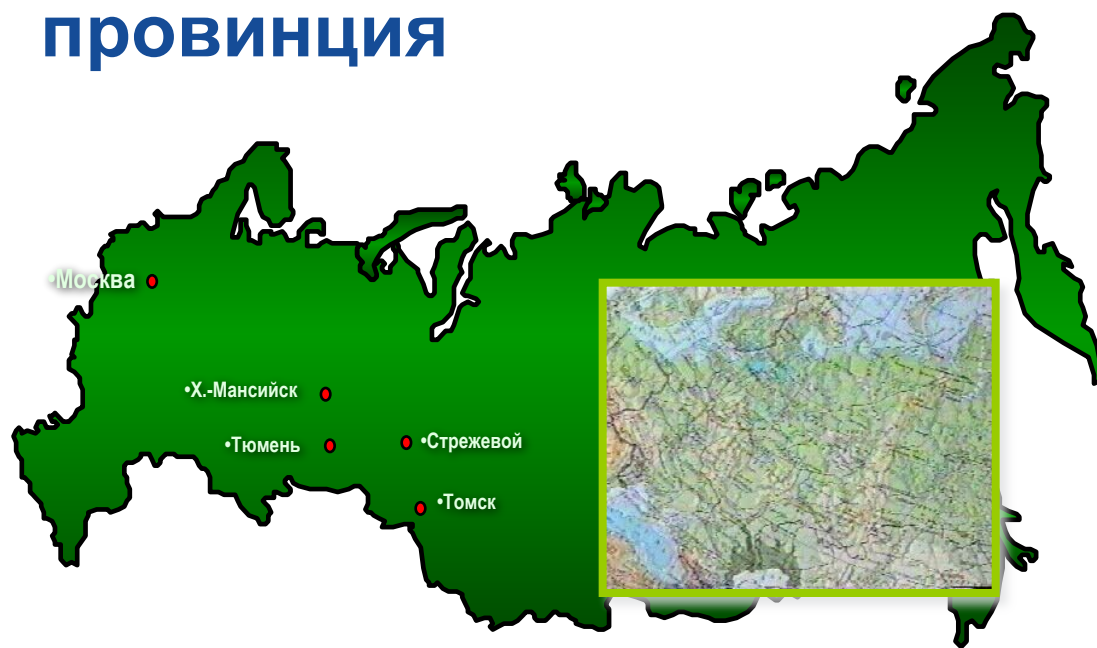 провинция
•Москва
•Х.-Мансийск
•Тюмень
•Стрежевой
•Томск